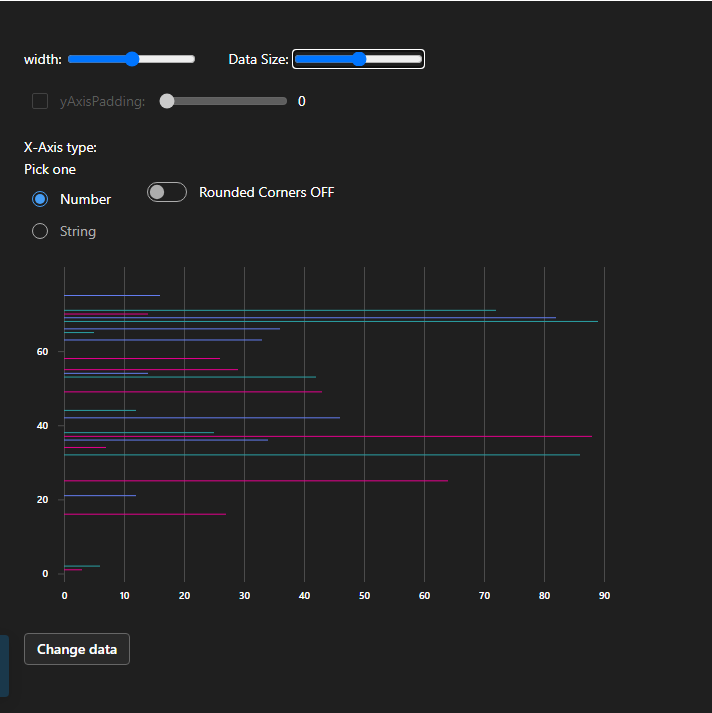 width: Data Size:
yAxisPadding: 0
X-Axis type:
Pick one
Number Rounded Corners OFF
String
60
40
20
0
0 10 20 30 40 50 60 70 80 90
Change data